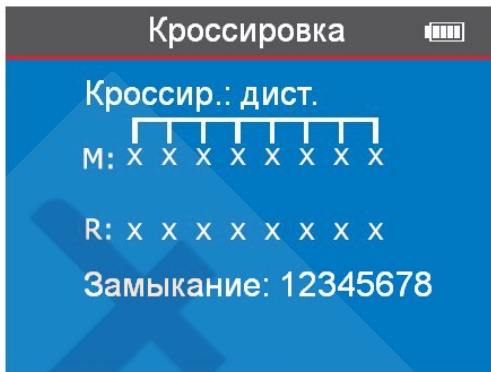 Кроссировка
Кроссир.: дист.
M: x x x x x x x x
R: x x x x x x x x
Замыкание: 12345678